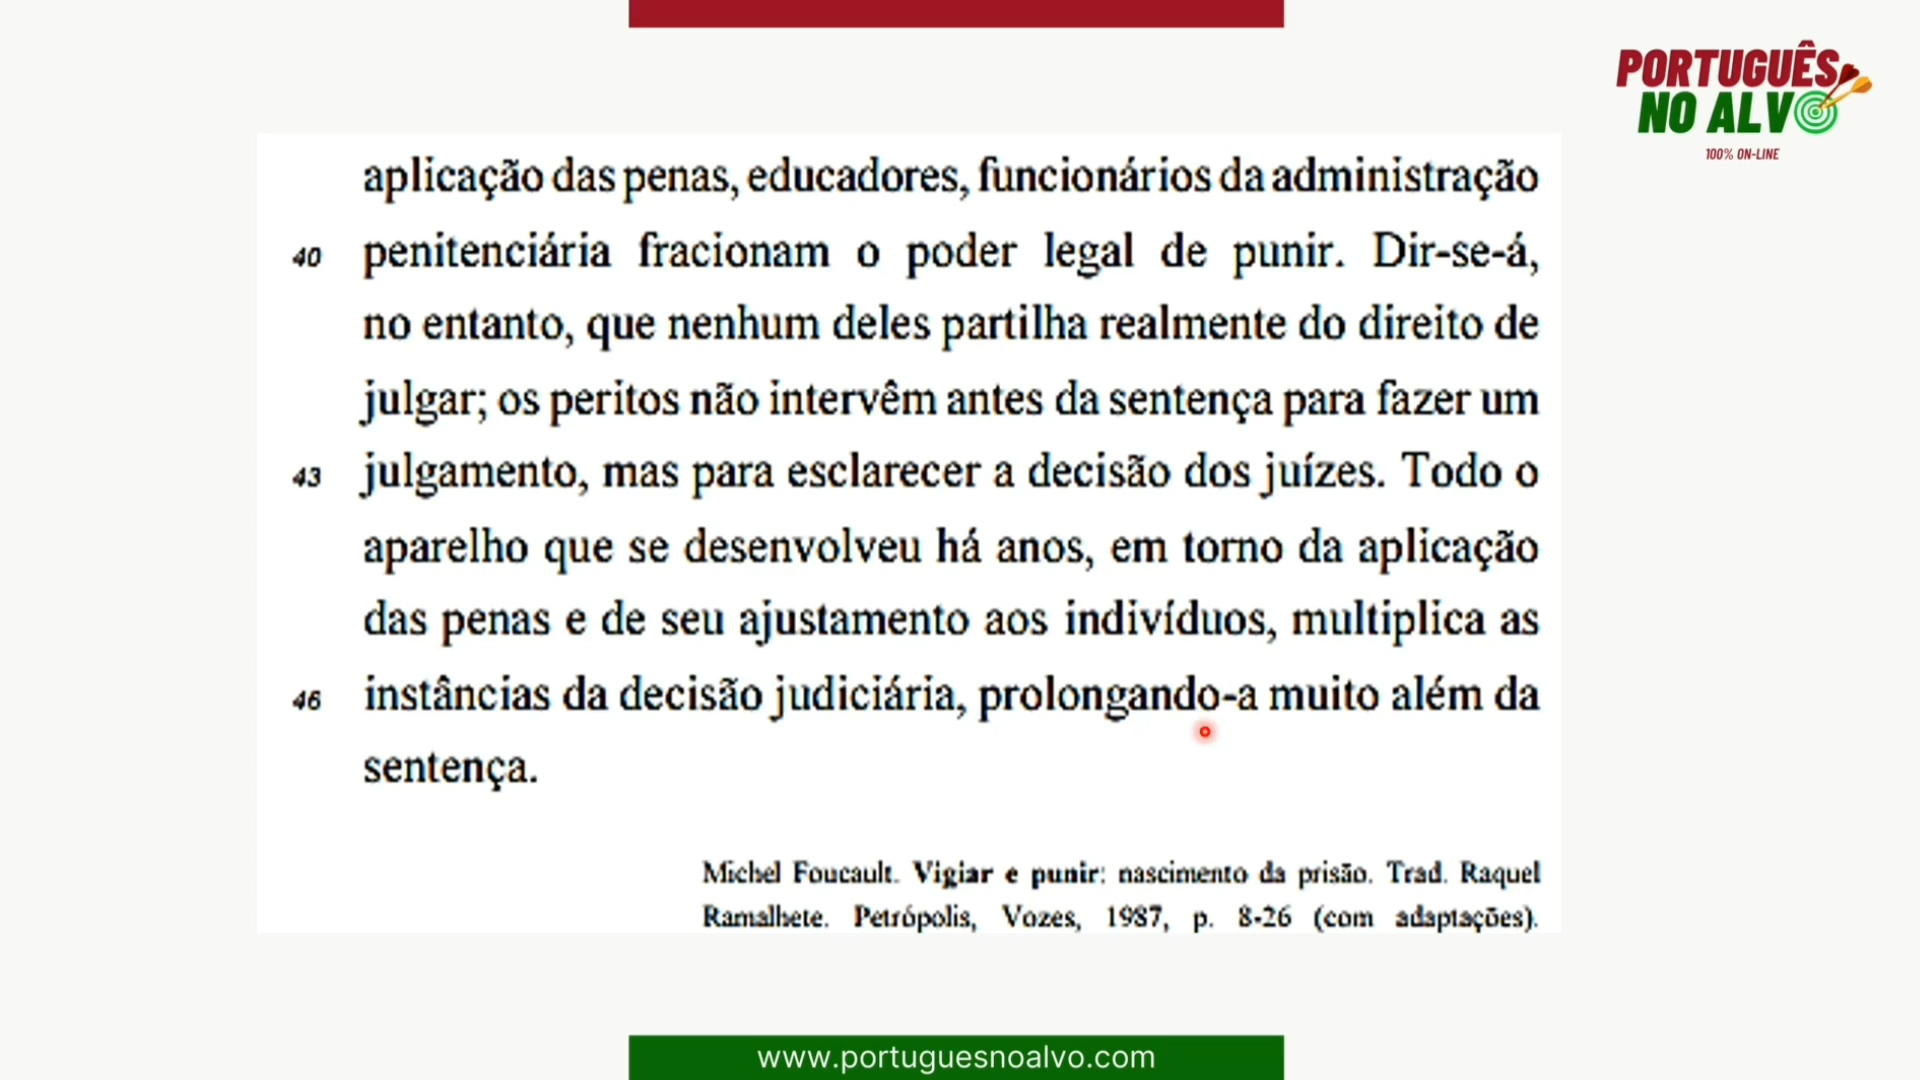 PORTUGUÊS
NO ALVO
100% ON-LINE
aplicação das penas, educadores, funcionários da administração
40 penitenciária fracionam o poder legal de punir. Dir-se-á,
no entanto, que nenhum deles partilha realmente do direito de
julgar; os peritos não intervêm antes da sentença para fazer um
43 julgamento, mas para esclarecer a decisão dos juízes. Todo o
aparelho que se desenvolveu há anos, em torno da aplicação
das penas e de seu ajustamento aos indivíduos, multiplica as
46 instâncias da decisão judiciária, prolongando-a muito além da
sentença.
Michel Foucault. Vigiar e punir: nascimento da prisão. Trad. Raquel
Ramalhete. Petrópolis, Vozes, 1987, p. 8-26 (com adaptações).
www.portuguesnoalvo.com